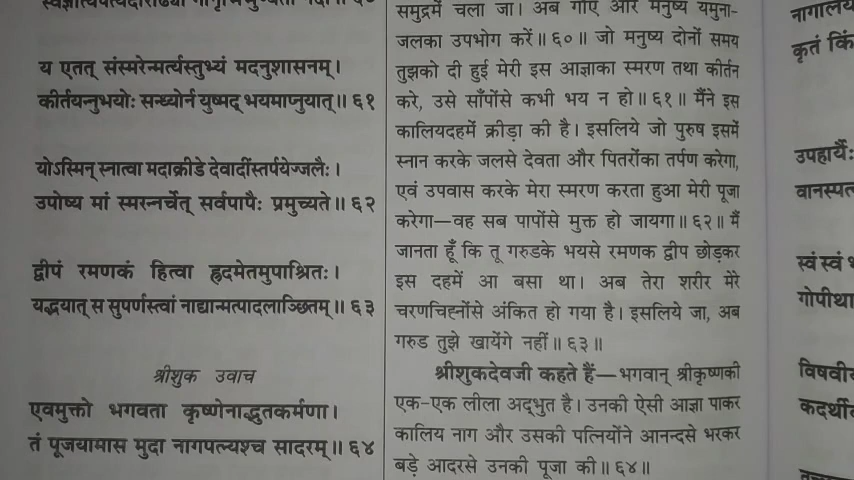 य एतत् संस्मरेन्मर्त्यस्तुभ्यं मदनुशासनम्।
कीर्तयन्नुभयोः सन्ध्योर्न युष्मद् भयमाप्नुयात्॥ ६१
योऽस्मिन् स्नात्वा मदाक्रीडे देवादींस्तर्पयेज्जलैः।
उपोष्य मां स्मरन्नर्चेत् सर्वपापैः प्रमुच्यते॥ ६२
द्वीपं रमणकं हित्वा ह्रदमेतमुपाश्रितः।
यद्भयात् स सुपर्णस्त्वां नाद्यान्मत्पादलाञ्छितम्॥ ६३
श्रीशुक उवाच
एवमुक्तो भगवता कृष्णेनाद्भुतकर्मणा।
तं पूजयामास मुदा नागपत्न्यश्च सादरम्॥ ६४
समुद्रमें चला जा। अब गौएँ और मनुष्य यमुना-
जलका उपभोग करें॥ ६०॥ जो मनुष्य दोनों समय
तुझको दी हुई मेरी इस आज्ञाका स्मरण तथा कीर्तन
करे, उसे साँपोंसे कभी भय न हो॥ ६१॥ मैंने इस
कालियदहमें क्रीडा की है। इसलिये जो पुरुष इसमें
स्नान करके जलसे देवता और पितरोंका तर्पण करेगा,
एवं उपवास करके मेरा स्मरण करता हुआ मेरी पूजा
करेगा—वह सब पापोंसे मुक्त हो जायगा॥ ६२॥ मैं
जानता हूँ कि तू गरुडके भयसे रमणक द्वीप छोड़कर
इस दहमें आ बसा था। अब तेरा शरीर मेरे
चरणचिह्नोंसे अंकित हो गया है। इसलिये जा, अब
गरुड तुझे खायेंगे नहीं॥ ६३॥
श्रीशुकदेवजी कहते हैं—भगवान् श्रीकृष्णकी
एक-एक लीला अद्भुत है। उनकी ऐसी आज्ञा पाकर
कालिय नाग और उसकी पत्नियोंने आनन्दसे भरकर
बड़े आदरसे उनकी पूजा की॥ ६४॥
नागालय
कृतं किं
उपहार्यैः
वानस्पत
स्वं स्वं
गोपीथा
विषवीर
कदर्थी